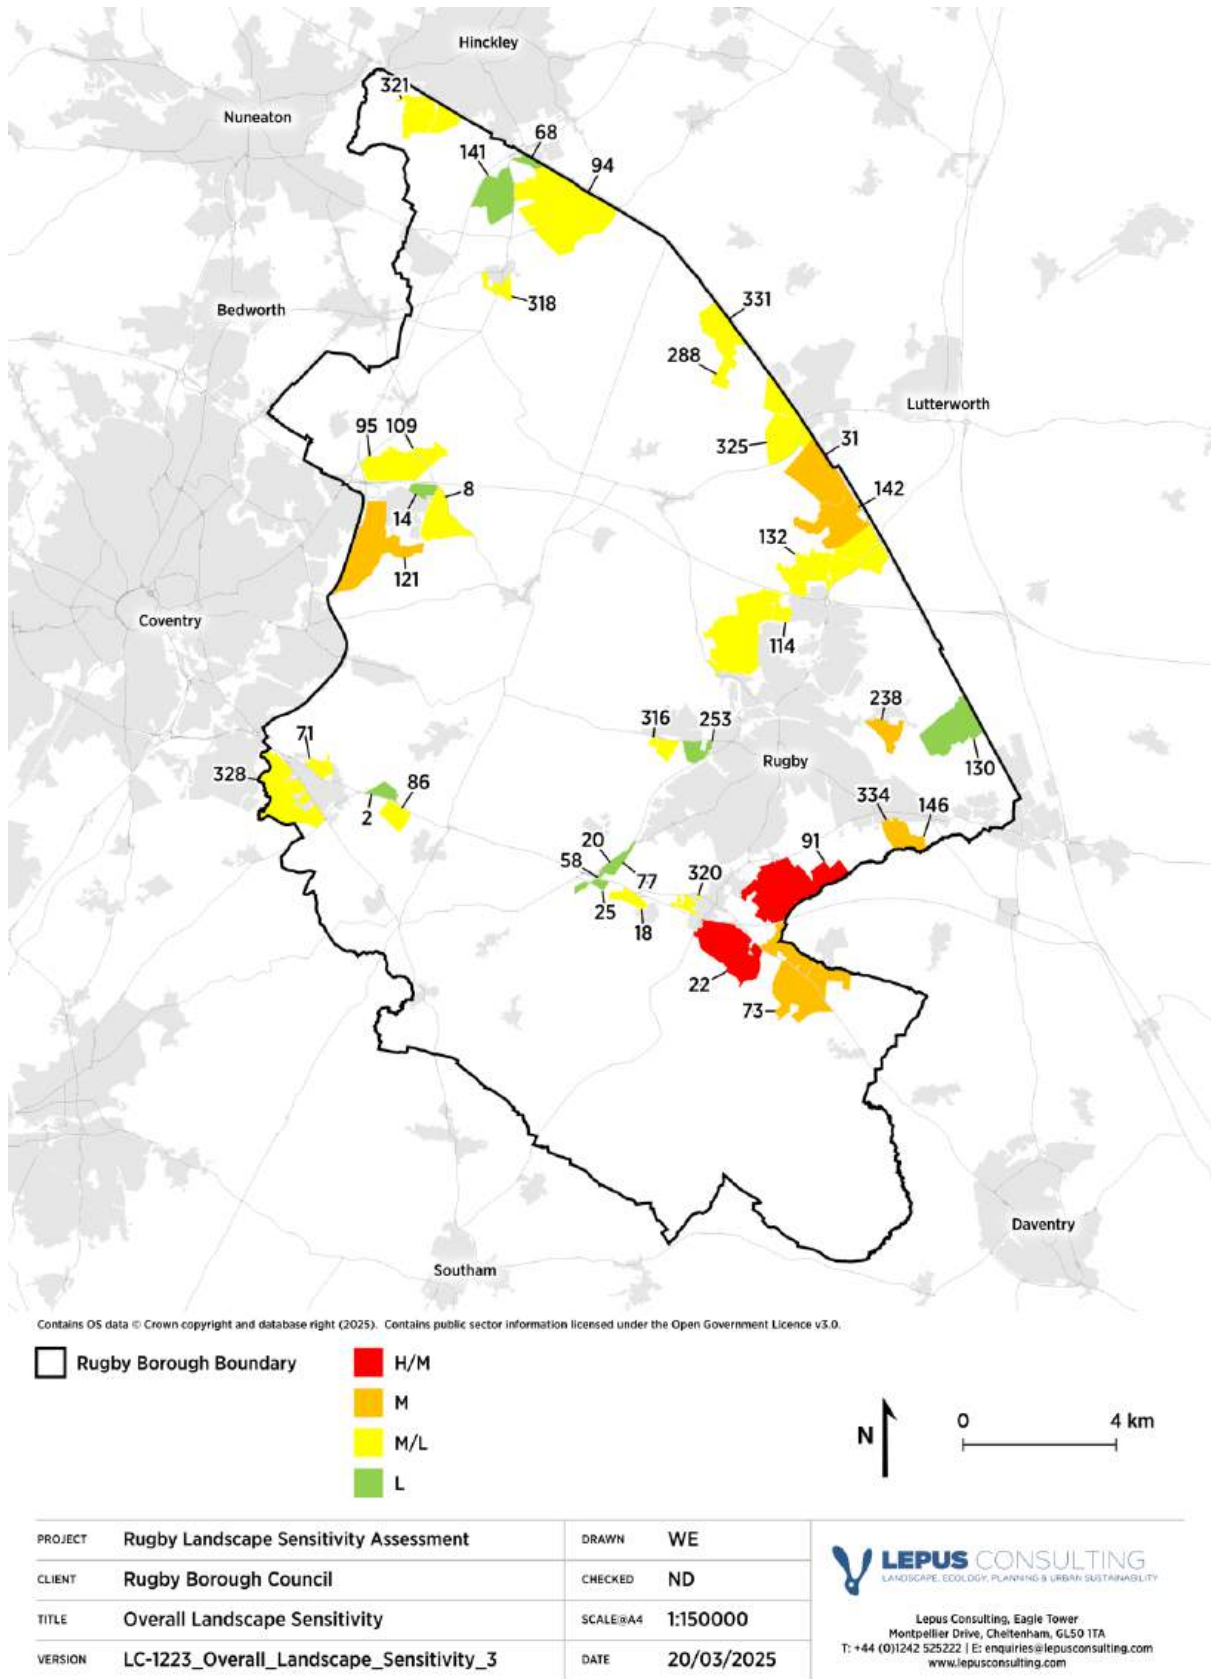 Hinckley
321
Nuneaton
68
141
94
318
Bedworth
331
288
Lutterworth
95 109
325
31
8
14
142
132
121
Coventry
114
238
316 253
71
Rugby
328
130
86
2
334
146
20
91
58
320
77
25
18
22
73
Daventry
Southam
Contains OS data © Crown copyright and database right (2025). Contains public sector information licensed under the Open Government Licence v3.0.
Rugby Borough Boundary
H/M
M
M/L
L
N
0 4 km
PROJECT Rugby Landscape Sensitivity Assessment
CLIENT Rugby Borough Council
TITLE Overall Landscape Sensitivity
VERSION LC-1223_Overall_Landscape_Sensitivity_3
DRAWN WE
CHECKED ND
SCALE@A4 1:150000
DATE 20/03/2025
LEPUS CONSULTING
LANDSCAPE, ECOLOGY, PLANNING & URBAN SUSTAINABILITY
Lepus Consulting, Eagle Tower
Montpellier Drive, Cheltenham, GL50 1TA
T: +44 (0)1242 525222 | E: enquiries@lepusconsulting.com
www.lepusconsulting.com